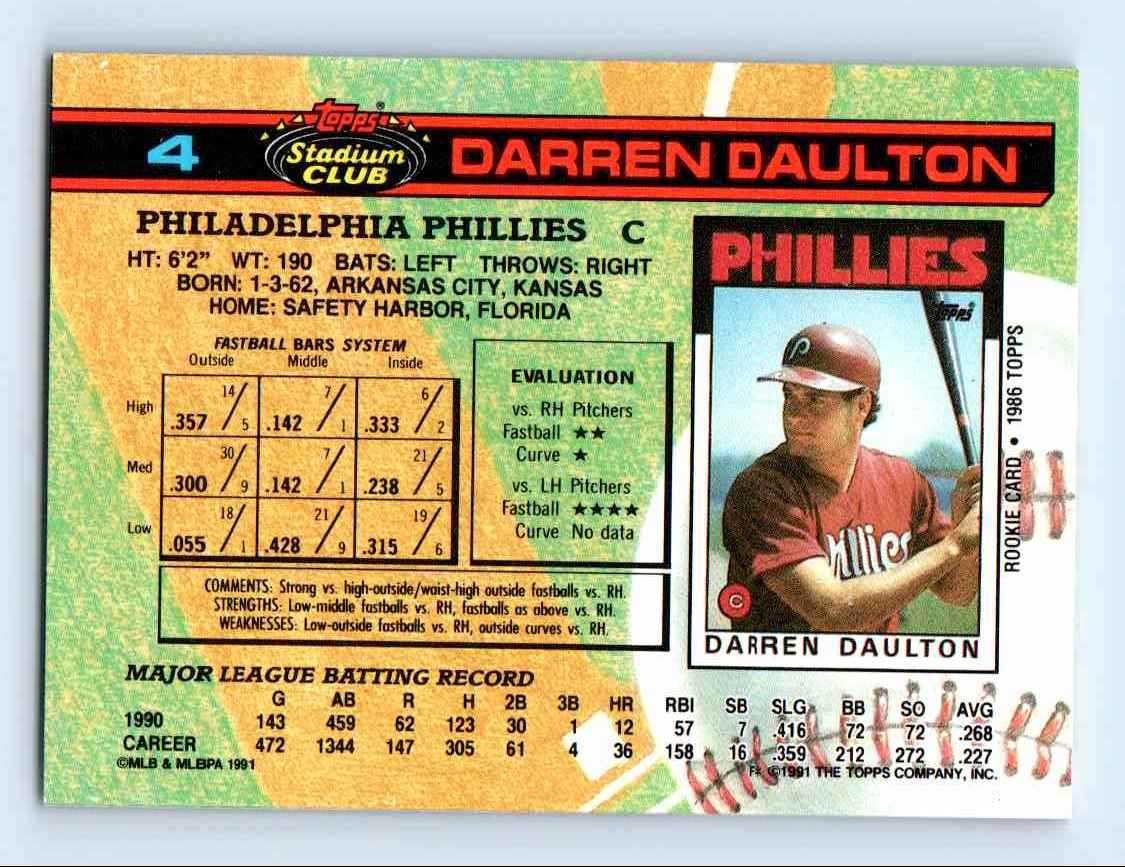 4 Topps® Stadium CLUB DARREN DAULTON
PHILADELPHIA PHILLIES C
HT: 6'2" WT: 190 BATS: LEFT THROWS: RIGHT
BORN: 1-3-62, ARKANSAS CITY, KANSAS
HOME: SAFETY HARBOR, FLORIDA
FASTBALL BARS SYSTEM
Outside Middle Inside
High .357 14/5 .142 7/1 .333 6/2
Med .300 30/9 .142 7/1 .238 21/5
Low .055 18/1 .428 21/9 .315 19/6
EVALUATION
vs. RH Pitchers
Fastball ★★
Curve ★
vs. LH Pitchers
Fastball ★★★★
Curve No data
COMMENTS: Strong vs. high-outside/waist-high outside fastballs vs. RH.
STRENGTHS: Low-middle fastballs vs. RH, fastballs as above vs. RH.
WEAKNESSES: Low-outside fastballs vs. RH, outside curves vs. RH.
PHILLIES
Topps®
P
Phillies
C
DARREN DAULTON
ROOKIE CARD • 1986 TOPPS
MAJOR LEAGUE BATTING RECORD
G AB R H 2B 3B HR RBI SB SLG BB SO AVG
1990 143 459 62 123 30 1 12 57 7 .416 72 72 .268
CAREER 472 1344 147 305 61 4 36 158 16 .359 212 272 .227
©MLB & MLBPA 1991
F* ©1991 THE TOPPS COMPANY, INC.